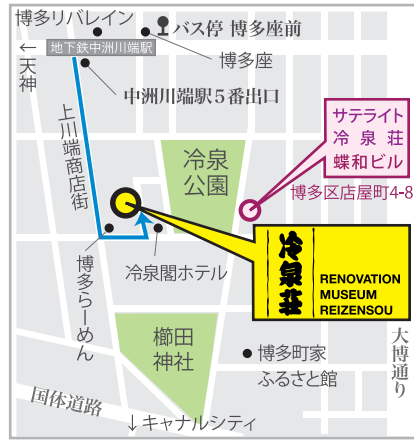 博多リバレイン
バス停 博多座前
地下鉄中洲川端駅
博多座
←天神
中洲川端駅5番出口
サテライト
冷泉荘
蝶和ビル
博多区店屋町4-8
上川端商店街
冷泉
公園
冷泉荘
RENOVATION
MUSEUM
REIZENSOU
博多らーめん
冷泉閣ホテル
櫛田
神社
博多町家
ふるさと館
大博通り
国体道路
↓キャナルシティ